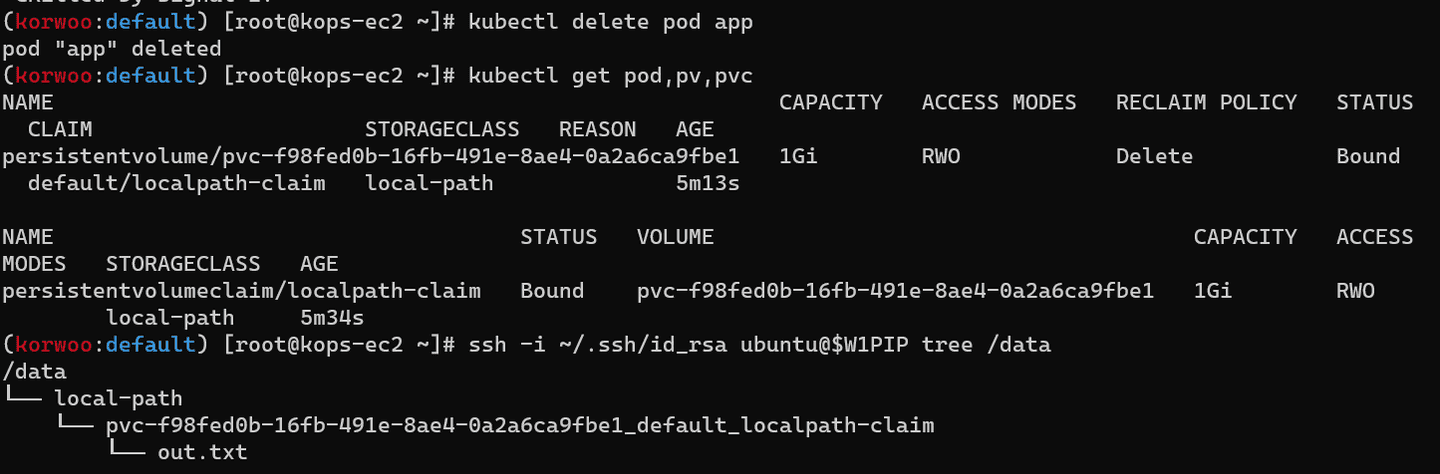 (korwoo:default) [root@kops-ec2 ~]# kubectl delete pod app
pod "app" deleted
(korwoo:default) [root@kops-ec2 ~]# kubectl get pod,pv,pvc
NAME                                                        CAPACITY   ACCESS MODES   RECLAIM POLICY   STATUS
  CLAIM                     STORAGECLASS   REASON   AGE
persistentvolume/pvc-f98fed0b-16fb-491e-8ae4-0a2a6ca9fbe1   1Gi        RWO            Delete           Bound
  default/localpath-claim   local-path              5m13s

NAME                                    STATUS   VOLUME                                     CAPACITY   ACCESS
MODES   STORAGECLASS   AGE
persistentvolumeclaim/localpath-claim   Bound    pvc-f98fed0b-16fb-491e-8ae4-0a2a6ca9fbe1   1Gi        RWO
        local-path     5m34s
(korwoo:default) [root@kops-ec2 ~]# ssh -i ~/.ssh/id_rsa ubuntu@$W1PIP tree /data
/data
└── local-path
    └── pvc-f98fed0b-16fb-491e-8ae4-0a2a6ca9fbe1_default_localpath-claim
        └── out.txt